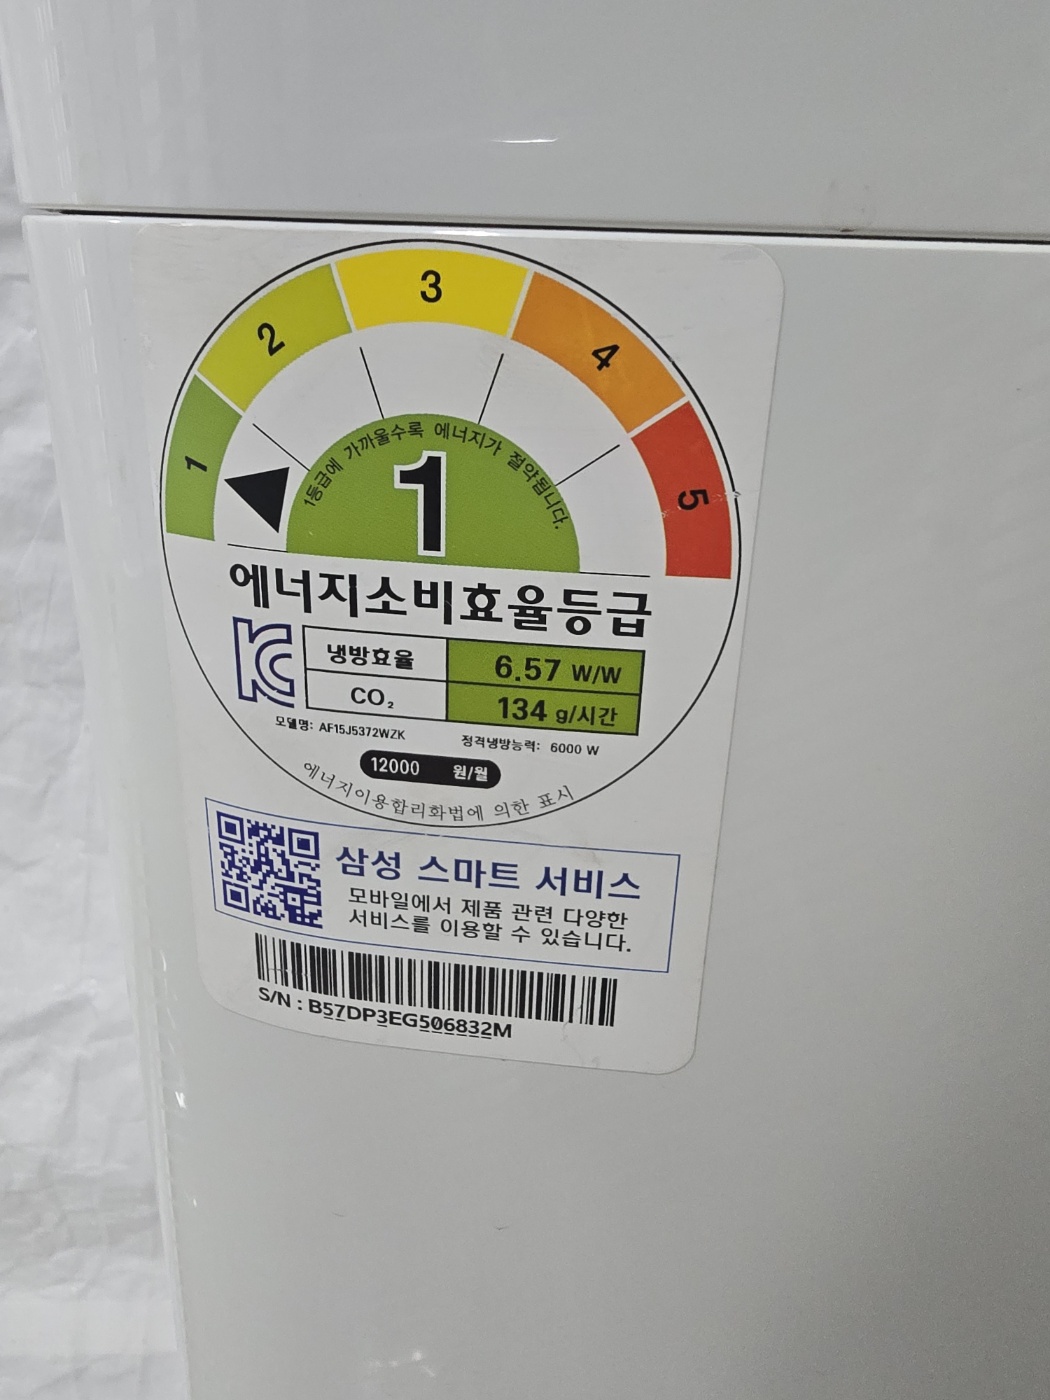 3
2
4
1
5
1등급에 가까울수록 에너지가 절약됩니다.
1
에너지소비효율등급
냉방효율 6.57 W/W
CO₂ 134 g/시간
모델명: AF15J5372WZK 정격냉방능력: 6000 W
12000 원/월
에너지이용합리화법에 의한 표시
삼성 스마트 서비스
모바일에서 제품 관련 다양한
서비스를 이용할 수 있습니다.
S/N : B57DP3EG506832M